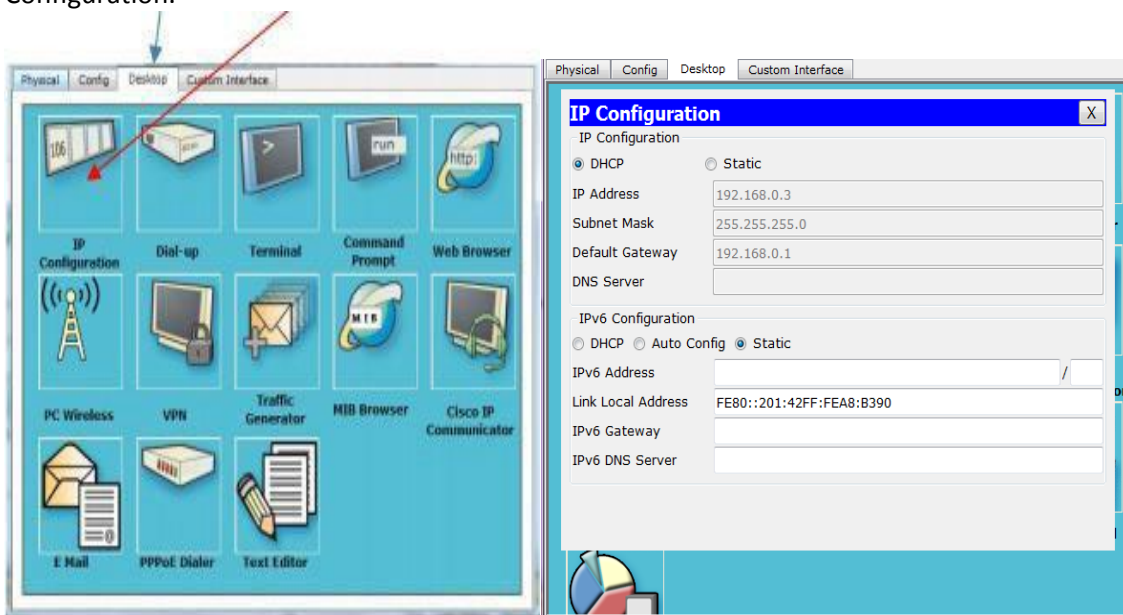 Configuration.
Physical Config Desktop Custom Interface
106
run
http:
IP
Configuration
Dial-up
Terminal
Command
Prompt
Web Browser
MIB
PC Wireless
VPN
Traffic
Generator
MIB Browser
Cisco IP
Communicator
E Mail
PPPoE Dialer
Text Editor
Physical Config Desktop Custom Interface
IP Configuration X
IP Configuration
DHCP Static
IP Address 192.168.0.3
Subnet Mask 255.255.255.0
Default Gateway 192.168.0.1
DNS Server
IPv6 Configuration
DHCP Auto Config Static
IPv6 Address /
Link Local Address FE80::201:42FF:FEA8:B390
IPv6 Gateway
IPv6 DNS Server